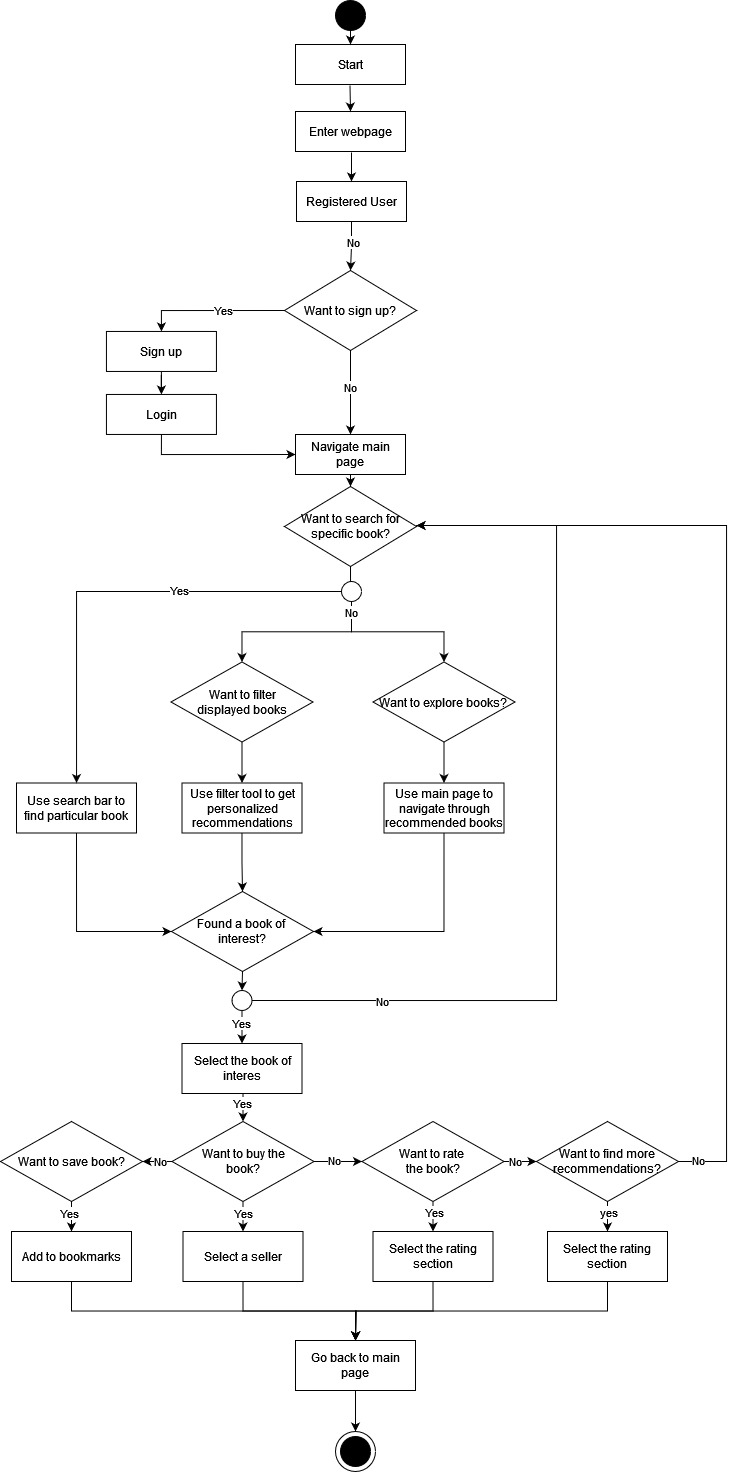 Start
Enter webpage
Registered User
No
Want to sign up?
Yes
Sign up
No
Login
Navigate main
page
Want to search for
specific book?
Yes
No
Want to filter
displayed books
Want to explore books?
Use search bar to
find particular book
Use filter tool to get
personalized
recommendations
Use main page to
navigate through
recommended books
Found a book of
interest?
No
Yes
Select the book of
interes
Yes
Want to save book?
No
Want to buy the
book?
No
Want to rate
the book?
No
Want to find more
recommendations?
No
Yes
Yes
Yes
yes
Add to bookmarks
Select a seller
Select the rating
section
Select the rating
section
Go back to main
page